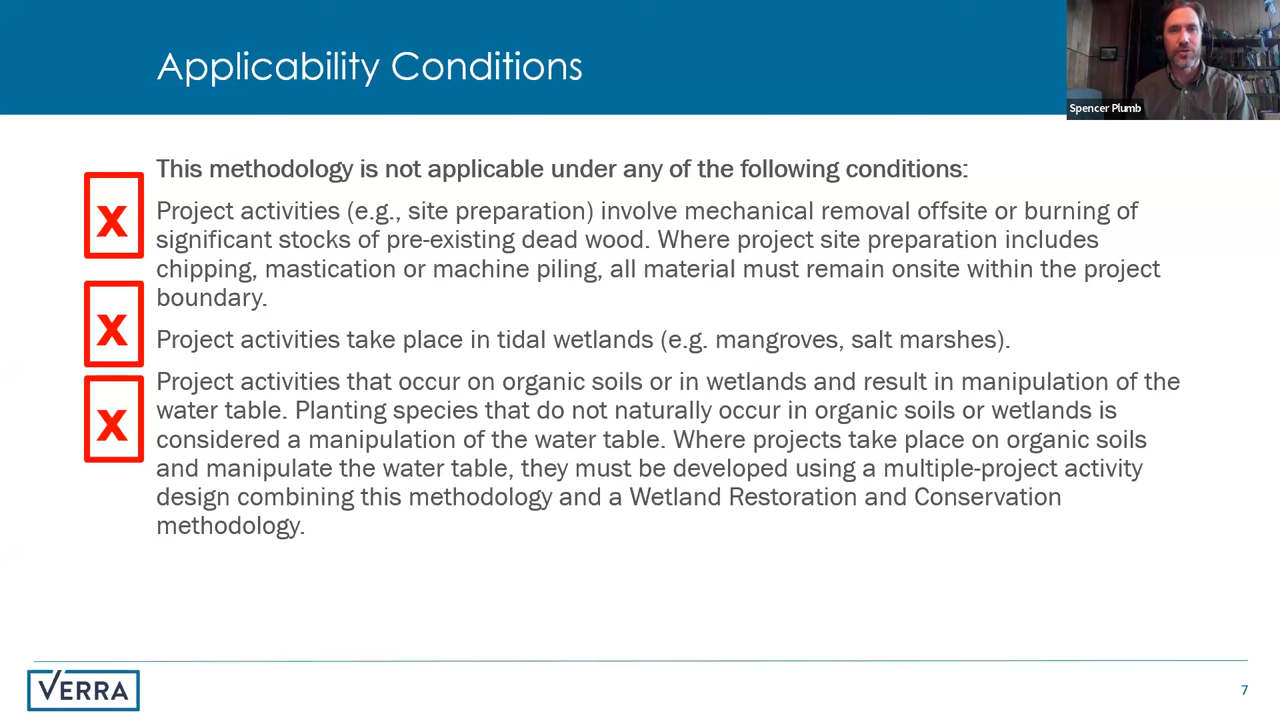 Applicability Conditions
Spencer Plumb
This methodology is not applicable under any of the following conditions:
X
Project activities (e.g., site preparation) involve mechanical removal offsite or burning of
significant stocks of pre-existing dead wood. Where project site preparation includes
chipping, mastication or machine piling, all material must remain onsite within the project
boundary.
X
Project activities take place in tidal wetlands (e.g. mangroves, salt marshes).
X
Project activities that occur on organic soils or in wetlands and result in manipulation of the
water table. Planting species that do not naturally occur in organic soils or wetlands is
considered a manipulation of the water table. Where projects take place on organic soils
and manipulate the water table, they must be developed using a multiple-project activity
design combining this methodology and a Wetland Restoration and Conservation
methodology.
VERRA
7